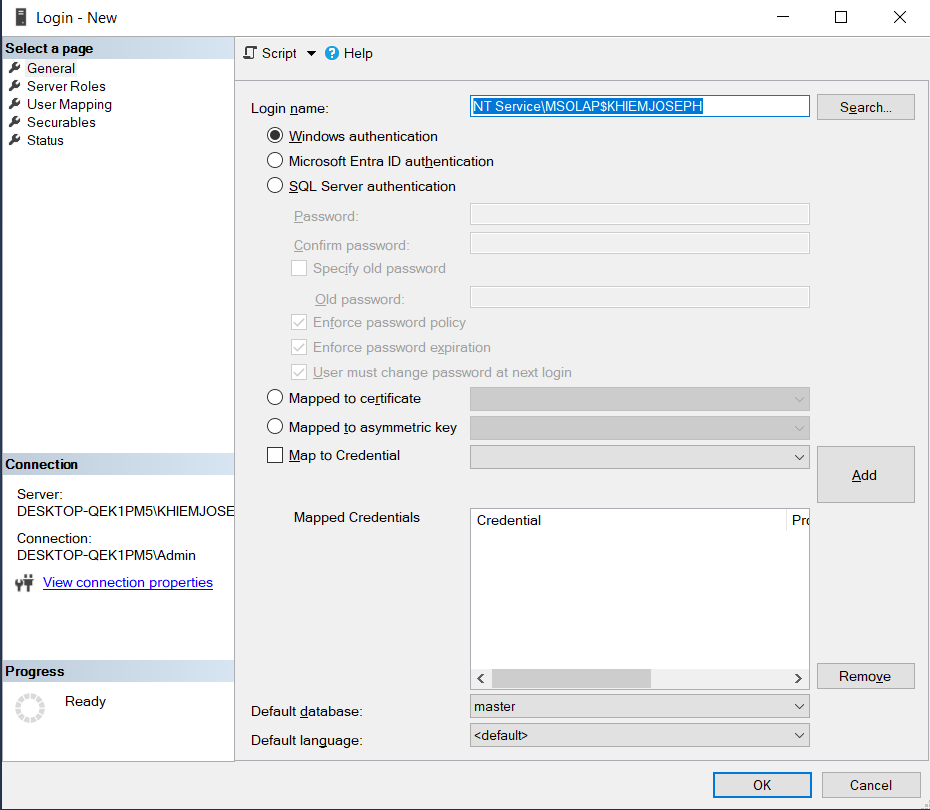 Login - New
Select a page
General
Server Roles
User Mapping
Securables
Status
Script
Help
Login name:
NT Service\MSOLAP$KHIEMJOSEPH
Search...
Windows authentication
Microsoft Entra ID authentication
SQL Server authentication
Password:
Confirm password:
Specify old password
Old password:
Enforce password policy
Enforce password expiration
User must change password at next login
Mapped to certificate
Mapped to asymmetric key
Map to Credential
Add
Mapped Credentials
Credential
Pro
Remove
Default database:
master
Default language:
<default>
Connection
Server:
DESKTOP-QEK1PM5\KHIEMJOSE
Connection:
DESKTOP-QEK1PM5\Admin
View connection properties
Progress
Ready
OK
Cancel